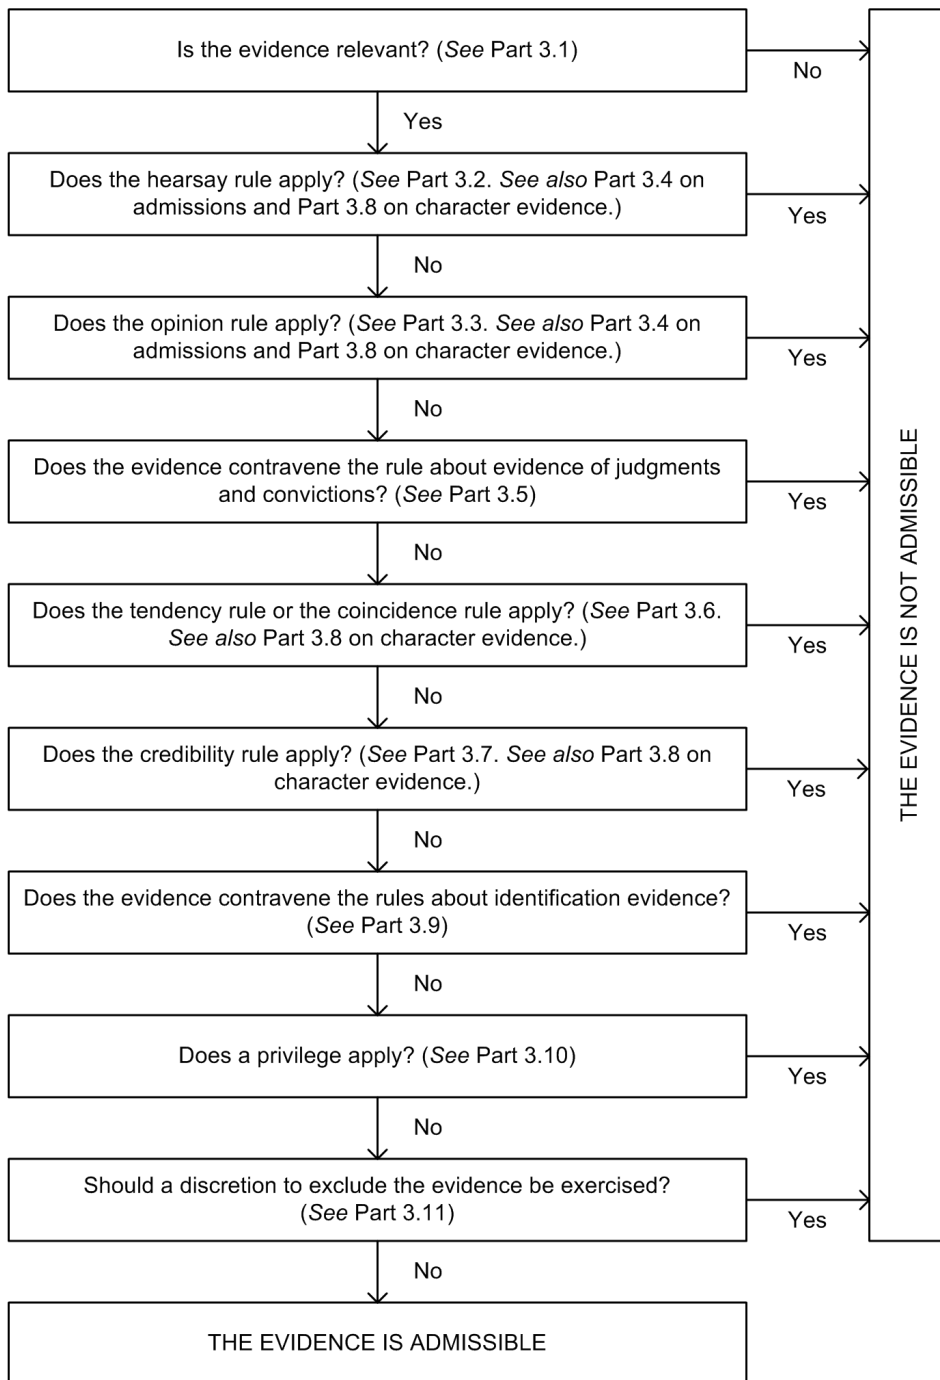 Is the evidence relevant? (See Part 3.1)
No
Yes
Does the hearsay rule apply? (See Part 3.2. See also Part 3.4 on
admissions and Part 3.8 on character evidence.)
Yes
No
Does the opinion rule apply? (See Part 3.3. See also Part 3.4 on
admissions and Part 3.8 on character evidence.)
Yes
No
Does the evidence contravene the rule about evidence of judgments
and convictions? (See Part 3.5)
Yes
No
Does the tendency rule or the coincidence rule apply? (See Part 3.6.
See also Part 3.8 on character evidence.)
Yes
No
Does the credibility rule apply? (See Part 3.7. See also Part 3.8 on
character evidence.)
Yes
No
Does the evidence contravene the rules about identification evidence?
(See Part 3.9)
Yes
No
Does a privilege apply? (See Part 3.10)
Yes
No
Should a discretion to exclude the evidence be exercised?
(See Part 3.11)
Yes
No
THE EVIDENCE IS ADMISSIBLE
THE EVIDENCE IS NOT ADMISSIBLE